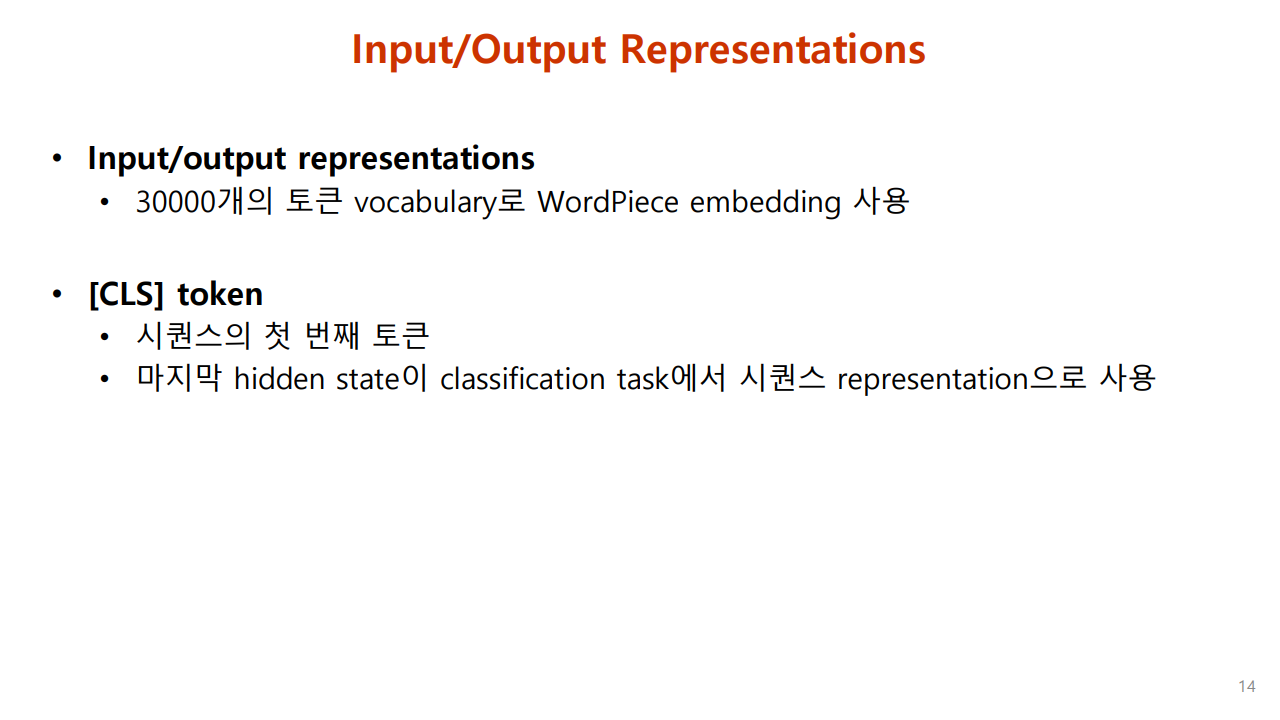 Input/Output Representations
• Input/output representations
• 30000개의 토큰 vocabulary로 WordPiece embedding 사용
• [CLS] token
• 시퀀스의 첫 번째 토큰
• 마지막 hidden state이 classification task에서 시퀀스 representation으로 사용
14